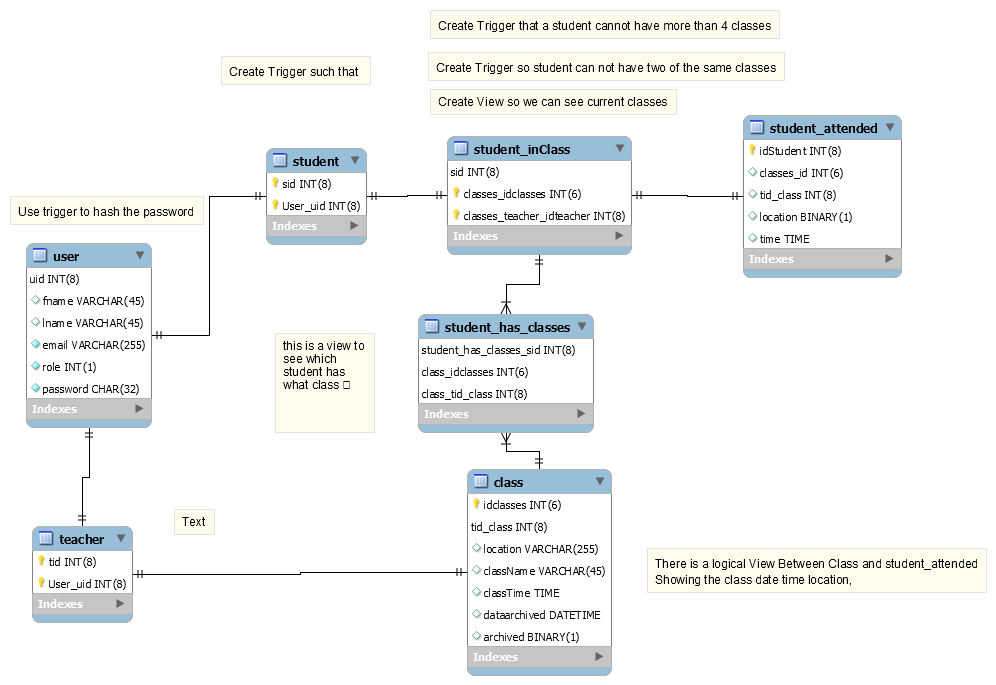 Create Trigger that a student cannot have more than 4 classes
Create Trigger such that
Create Trigger so student can not have two of the same classes
Create View so we can see current classes
student_attended
idStudent INT(8)
classes_id INT(6)
tid_class INT(8)
location BINARY(1)
time TIME
Indexes
student_inClass
sid INT(8)
classes_idclasses INT(6)
classes_teacher_idteacher INT(8)
Indexes
student
sid INT(8)
User_uid INT(8)
Indexes
Use trigger to hash the password
user
uid INT(8)
fname VARCHAR(45)
lname VARCHAR(45)
email VARCHAR(255)
role INT(1)
password CHAR(32)
Indexes
this is a view to
see which
student has
what class
student_has_classes
student_has_classes_sid INT(8)
class_idclasses INT(6)
class_tid_class INT(8)
Indexes
class
idclasses INT(6)
tid_class INT(8)
location VARCHAR(255)
className VARCHAR(45)
classTime TIME
dataarchived DATETIME
archived BINARY(1)
Indexes
Text
teacher
tid INT(8)
User_uid INT(8)
Indexes
There is a logical View Between Class and student_attended
Showing the class date time location,